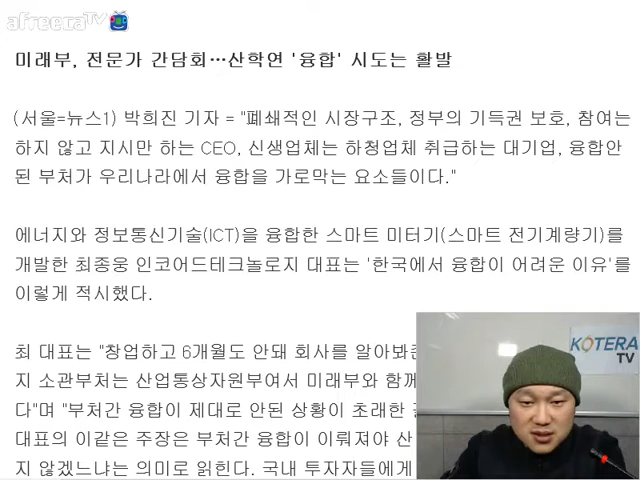 afreecaTV
미래부, 전문가 간담회…산학연 '융합' 시도는 활발
(서울=뉴스1) 박희진 기자 = "폐쇄적인 시장구조, 정부의 기득권 보호, 참여는
하지 않고 지시만 하는 CEO, 신생업체는 하청업체 취급하는 대기업, 융합안
된 부처가 우리나라에서 융합을 가로막는 요소들이다."
에너지와 정보통신기술(ICT)을 융합한 스마트 미터기(스마트 전기계량기)를
개발한 최종웅 인코어드테크놀로지 대표는 '한국에서 융합이 어려운 이유'를
이렇게 적시했다.
최 대표는 "창업하고 6개월도 안돼 회사를 알아봐준
지 소관부처는 산업통상자원부여서 미래부와 함께
다"며 "부처간 융합이 제대로 안된 상황이 초래한
대표의 이같은 주장은 부처간 융합이 이뤄져야 산
지 않겠느냐는 의미로 읽힌다. 국내 투자자들에게
KOTERA
TV